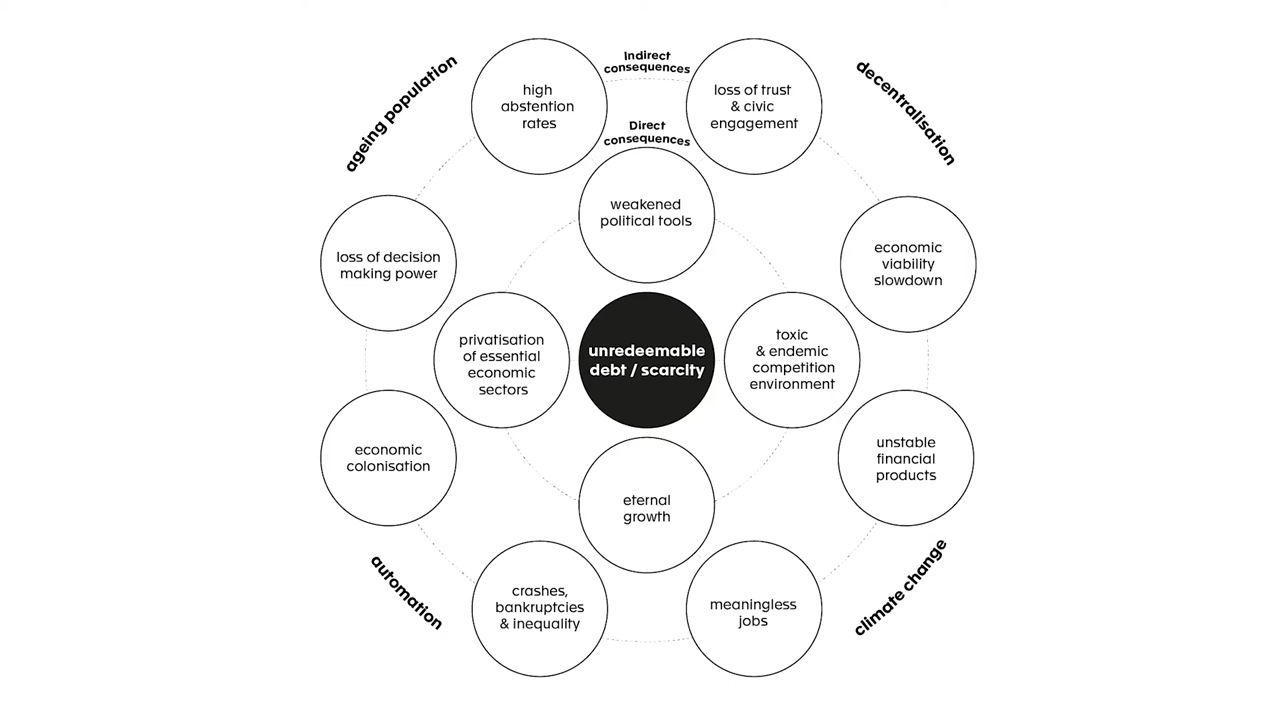 Indirect
consequences
ageing population
high
abstention
rates
loss of trust
& civic
engagement
decentralisation
Direct
consequences
weakened
political tools
loss of decision
making power
economic
viability
slowdown
privatisation
of essential
economic
sectors
unredeemable
debt / scarcity
toxic
& endemic
competition
environment
economic
colonisation
unstable
financial
products
eternal
growth
automation
crashes,
bankruptcies
& inequality
meaningless
jobs
climate change